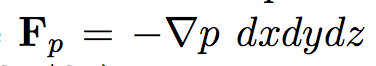 𝐅ₚ = −∇p dxdydz